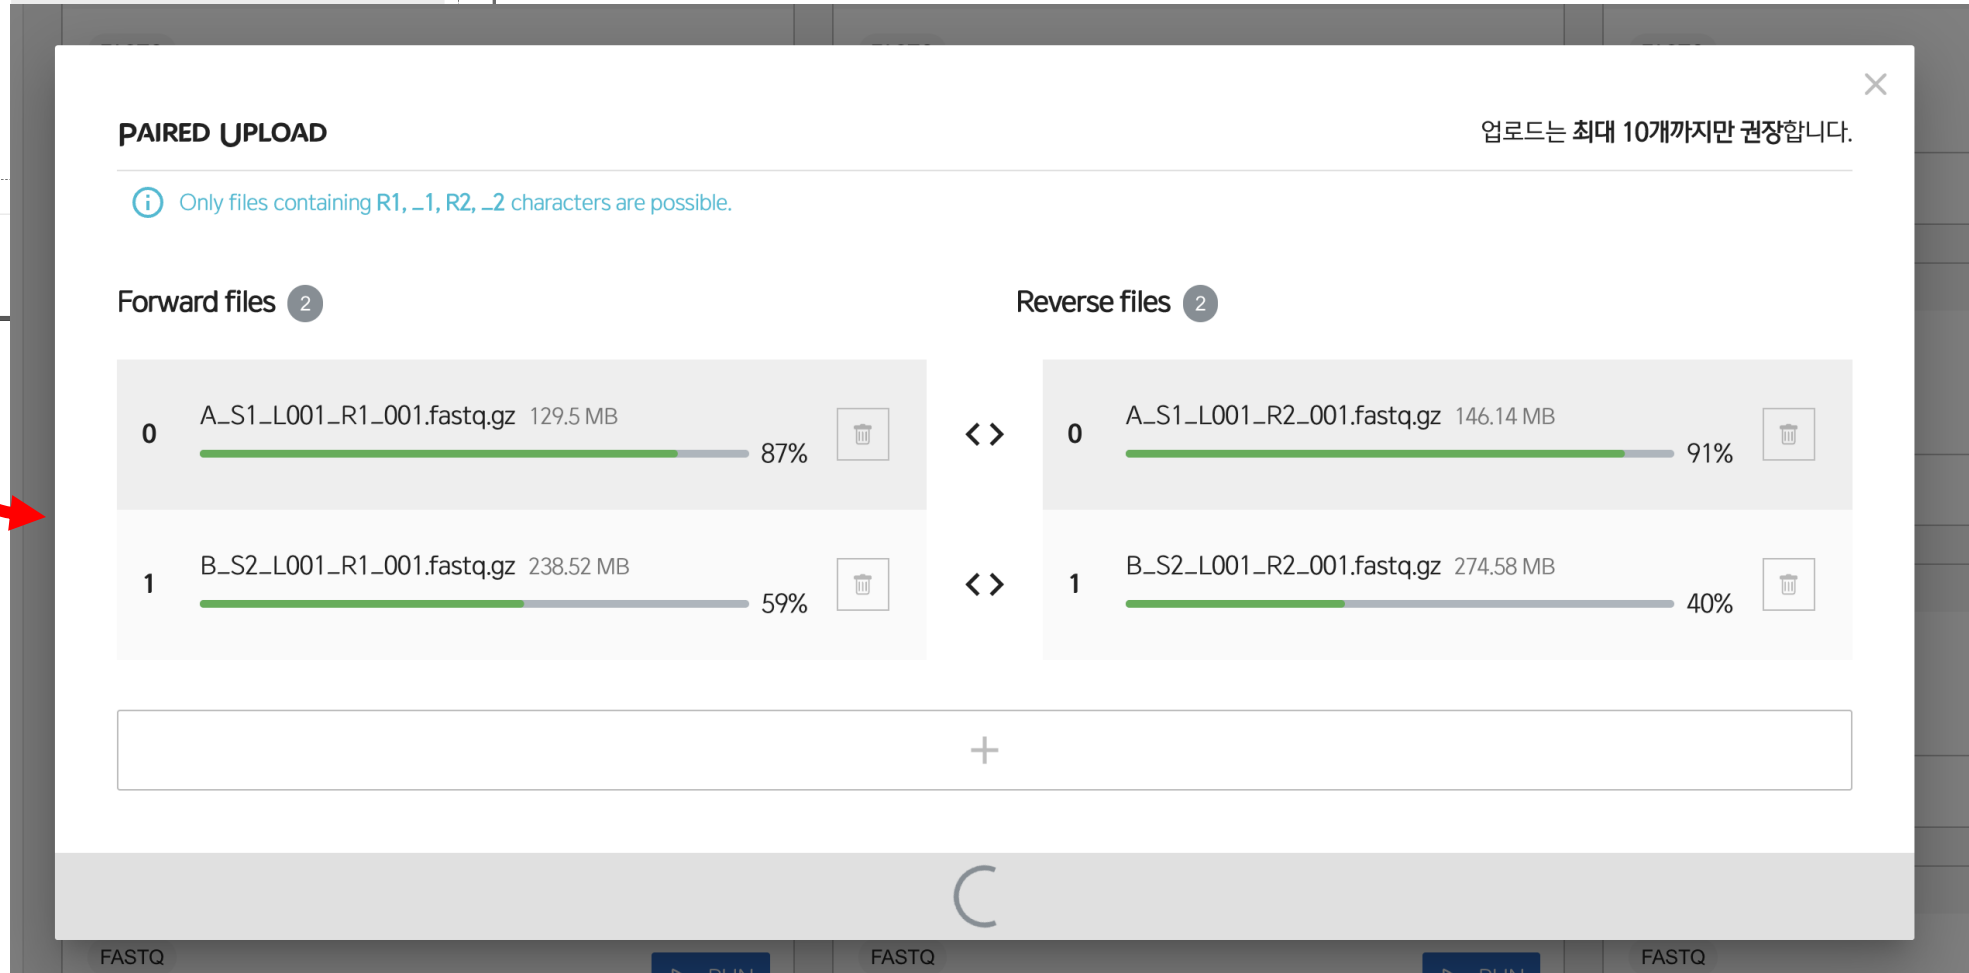 PAIRED UPLOAD
업로드는 최대 10개까지만 권장합니다.
Only files containing R1, _1, R2, _2 characters are possible.
Forward files 2
Reverse files 2
0 A_S1_L001_R1_001.fastq.gz 129.5 MB
87%
0 A_S1_L001_R2_001.fastq.gz 146.14 MB
91%
1 B_S2_L001_R1_001.fastq.gz 238.52 MB
59%
1 B_S2_L001_R2_001.fastq.gz 274.58 MB
40%
FASTQ
FASTQ
FASTQ